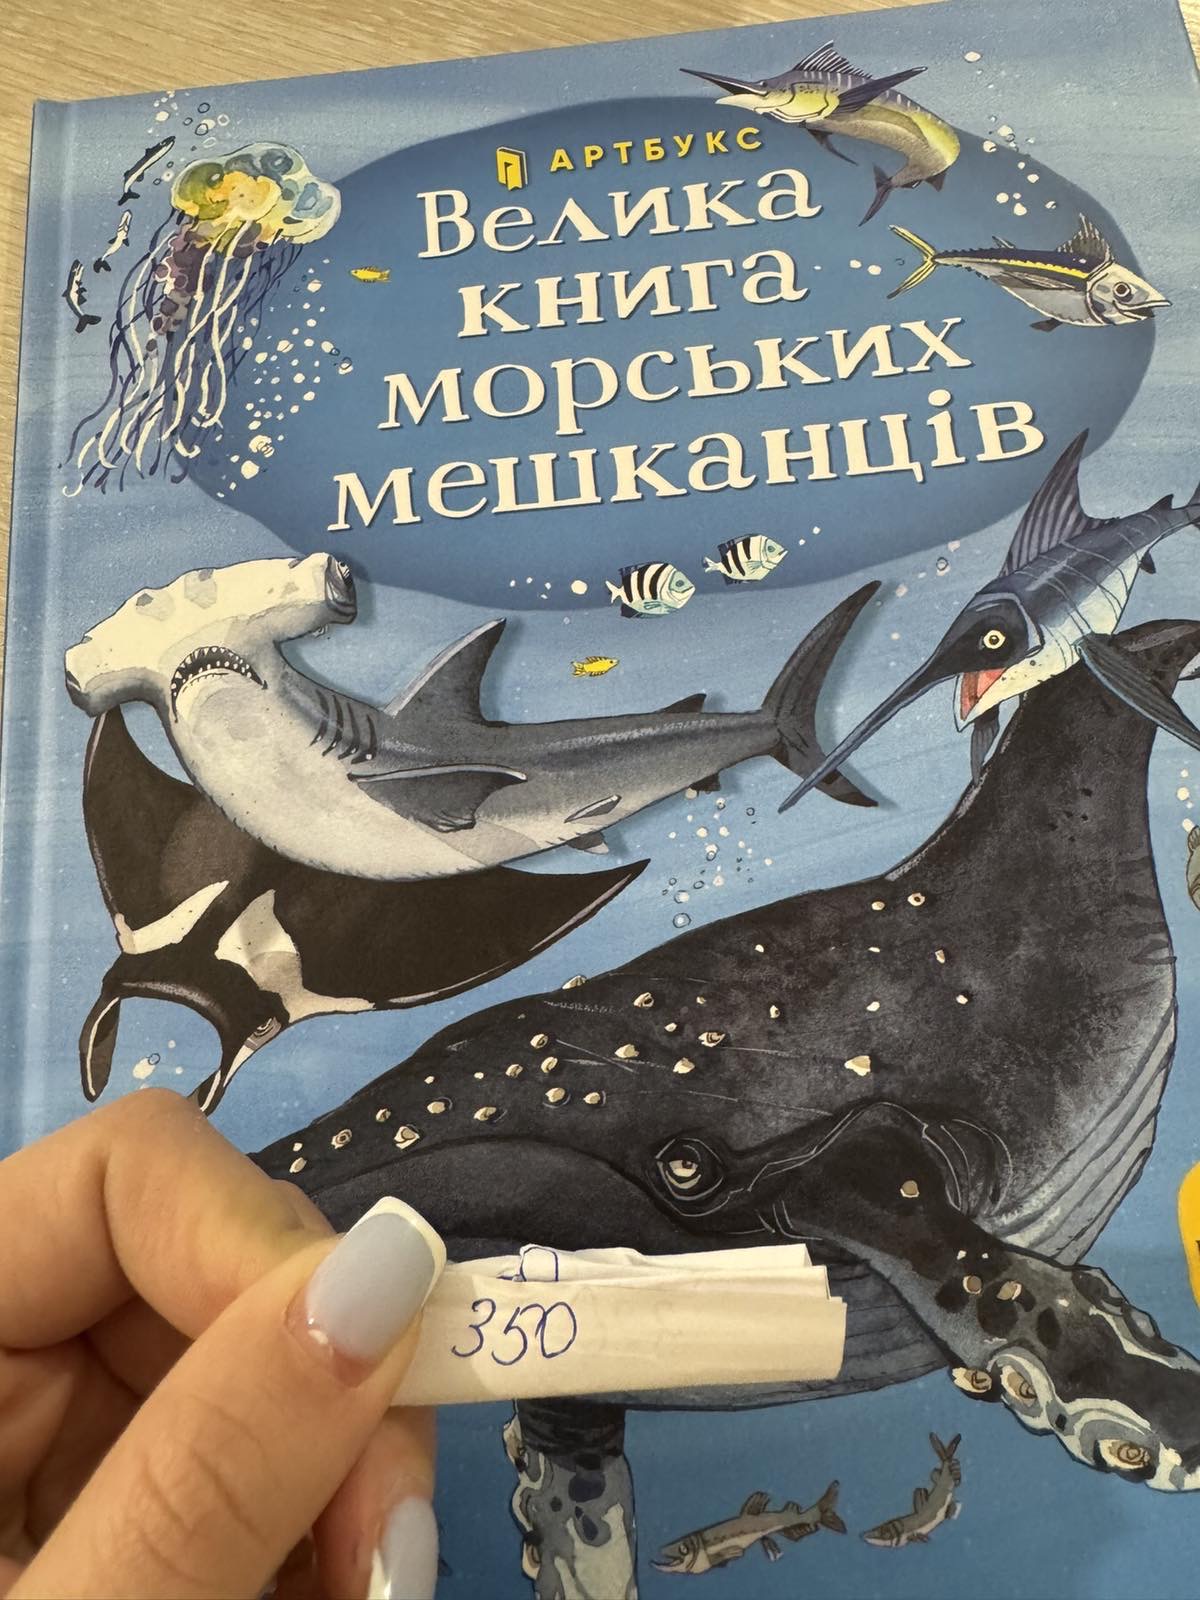 АРТБУКС
Велика
книга
морських
мешканців
350